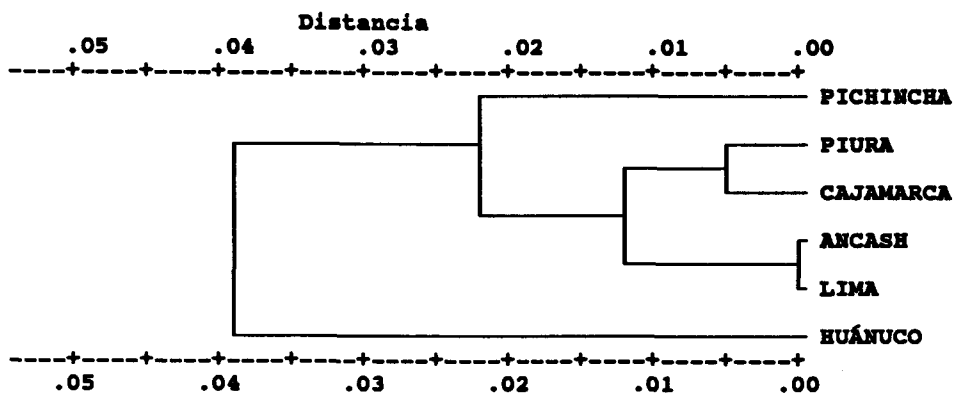 Distancia
.05 .04 .03 .02 .01 .00
-----+----+----+----+----+----+----+----+----+----+----+
PICHINCHA
PIURA
CAJAMARCA
ANCASH
LIMA
HUÁNUCO
-----+----+----+----+----+----+----+----+----+----+----+
.05 .04 .03 .02 .01 .00